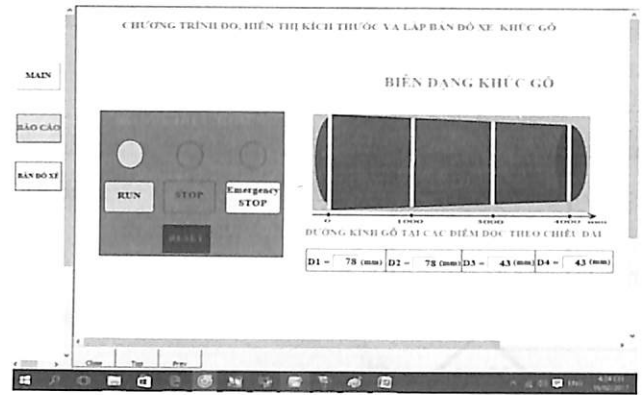 CHƯƠNG TRÌNH ĐO, HIỂN THỊ KÍCH THƯỚC VÀ LẬP BẢN ĐỒ XẺ KHÚC GỖ
MAIN
BIÊN DẠNG KHÚC GỖ
BÁO CÁO
BẢN ĐỒ XẺ
RUN
STOP
Emergency
STOP
RESET
0 1000 3000 4000 mm
ĐƯỜNG KÍNH GỖ TẠI CÁC ĐIỂM DỌC THEO CHIỀU DÀI
D1 = 78 (mm) D2 = 78 (mm) D3 = 43 (mm) D4 = 43 (mm)
Close Top Prev
ENG